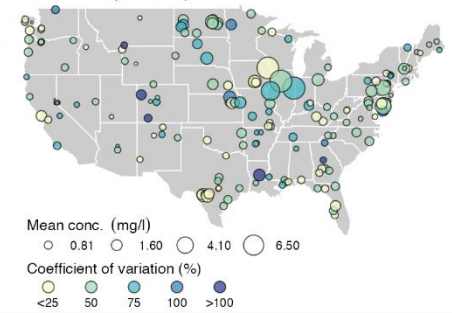 Mean conc. (mg/l)
0.81 1.60 4.10 6.50
Coefficient of variation (%)
<25 50 75 100 >100